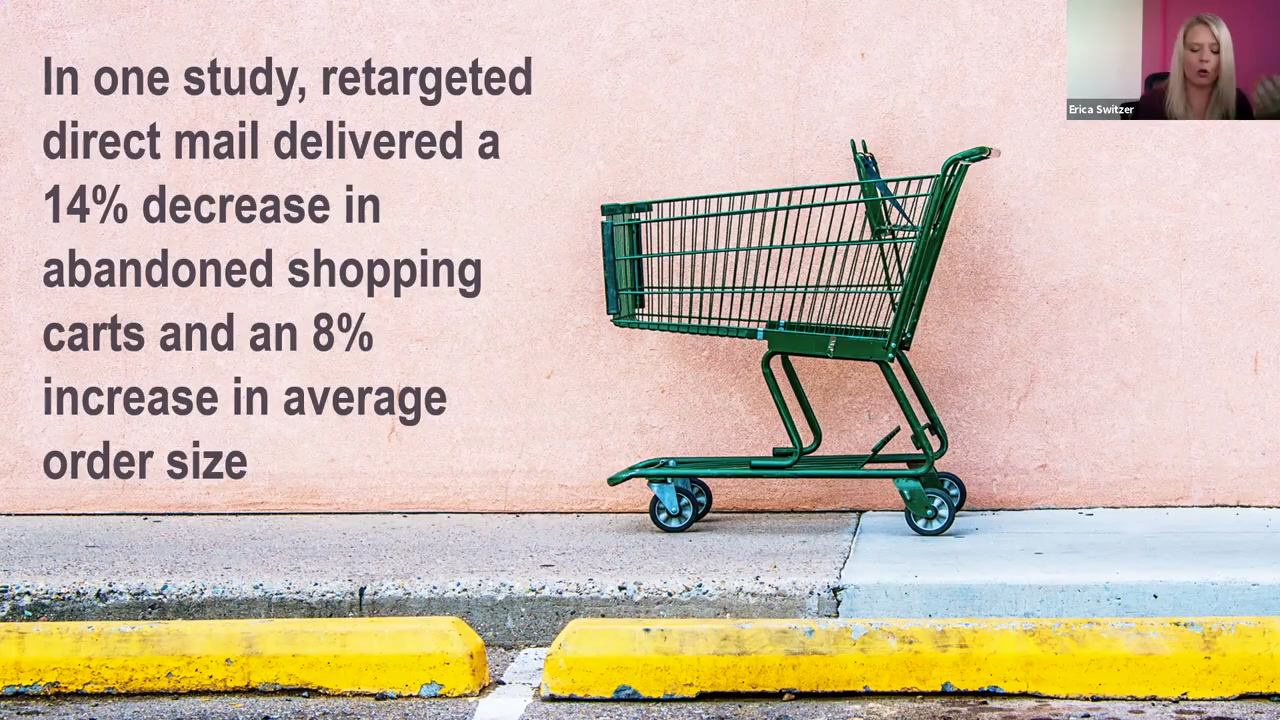 In one study, retargeted
direct mail delivered a
14% decrease in
abandoned shopping
carts and an 8%
increase in average
order size
Erica Switzer